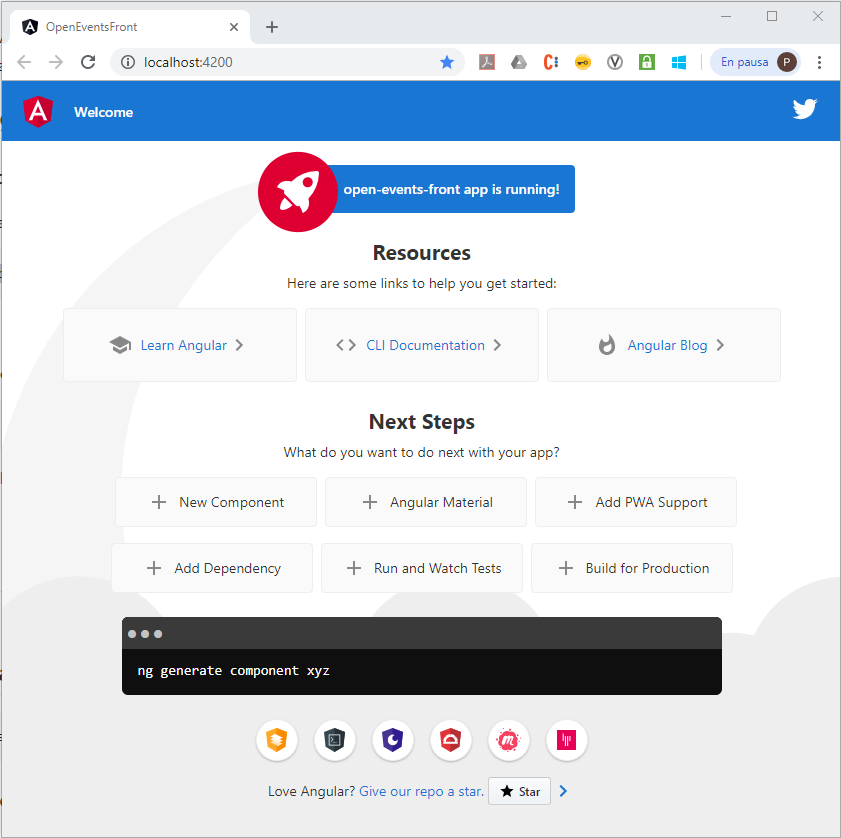 OpenEventsFront
localhost:4200
En pausa P
Welcome
open-events-front app is running!
Resources
Here are some links to help you get started:
Learn Angular
CLI Documentation
Angular Blog
Next Steps
What do you want to do next with your app?
New Component
Angular Material
Add PWA Support
Add Dependency
Run and Watch Tests
Build for Production
ng generate component xyz
Love Angular? Give our repo a star. Star